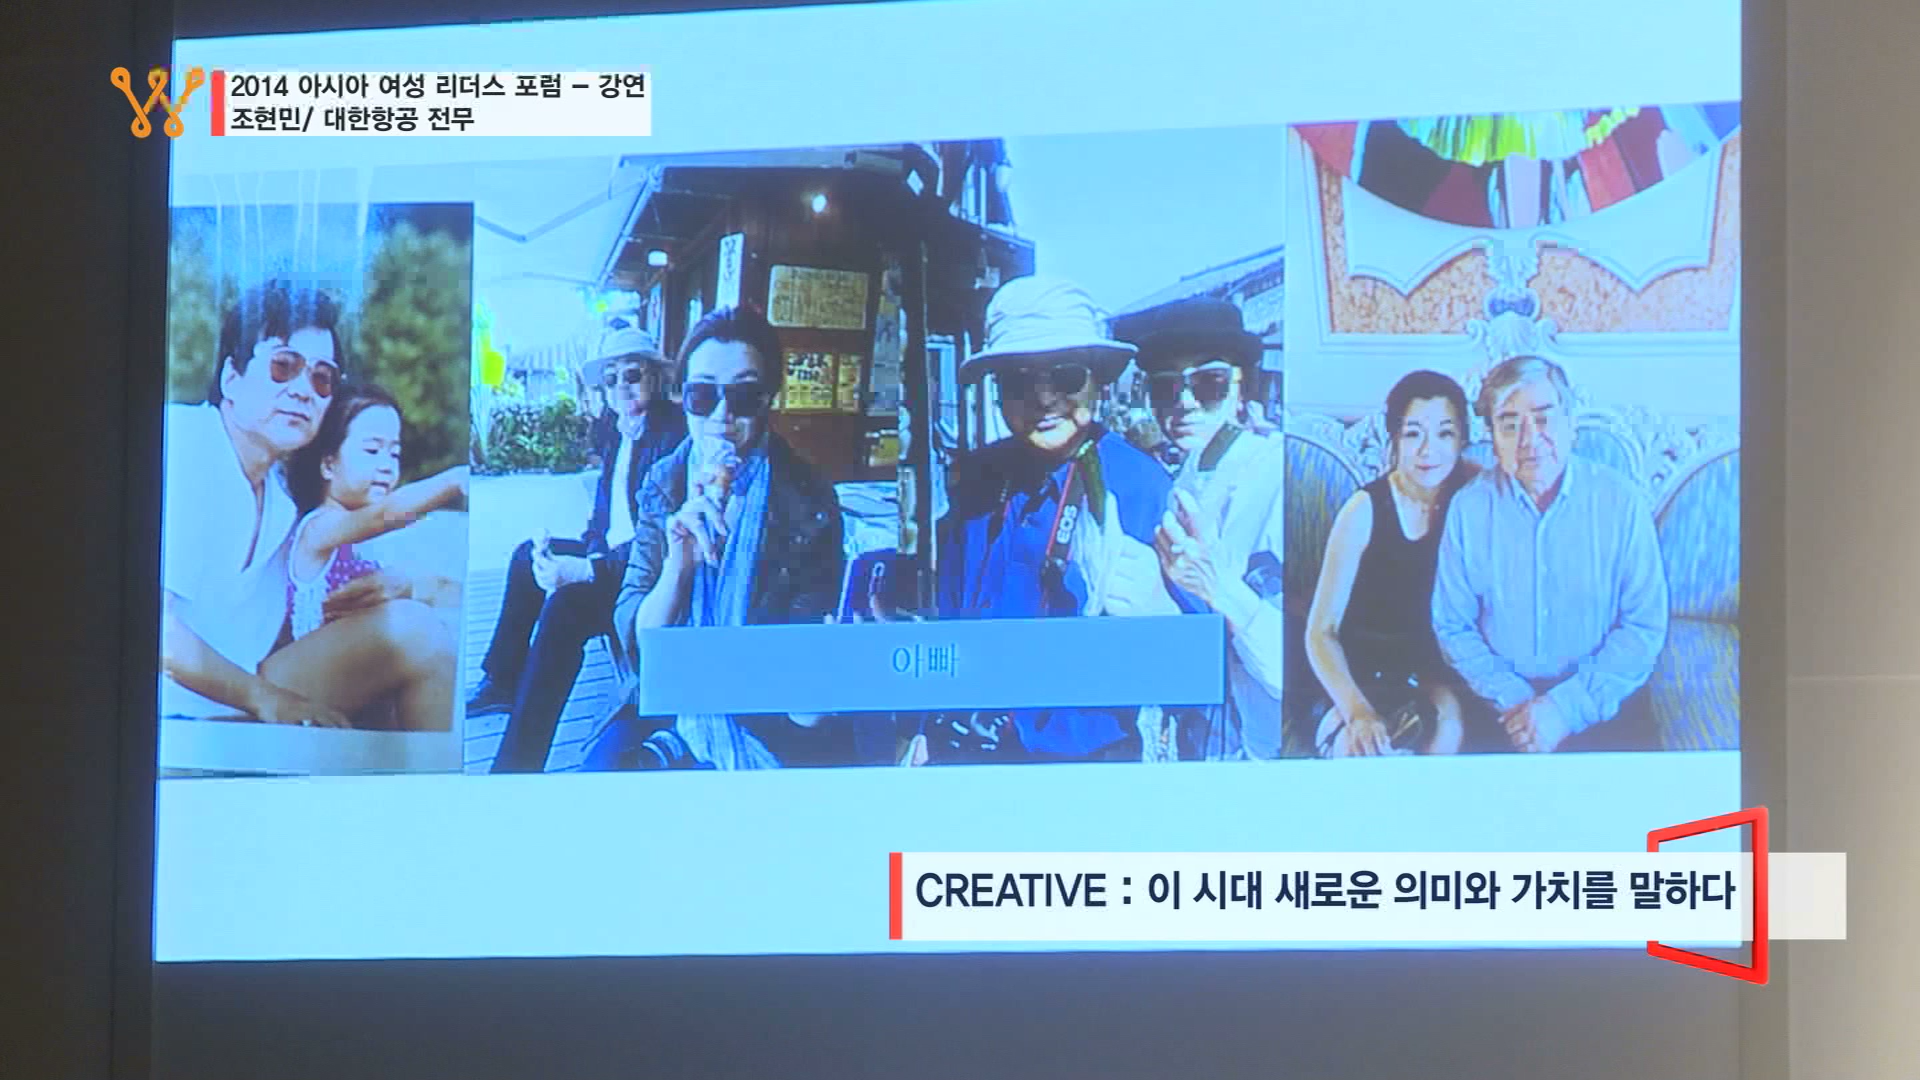 2014 아시아 여성 리더스 포럼 – 강연
조현민/ 대한항공 전무
EOS
아빠
CREATIVE : 이 시대 새로운 의미와 가치를 말하다